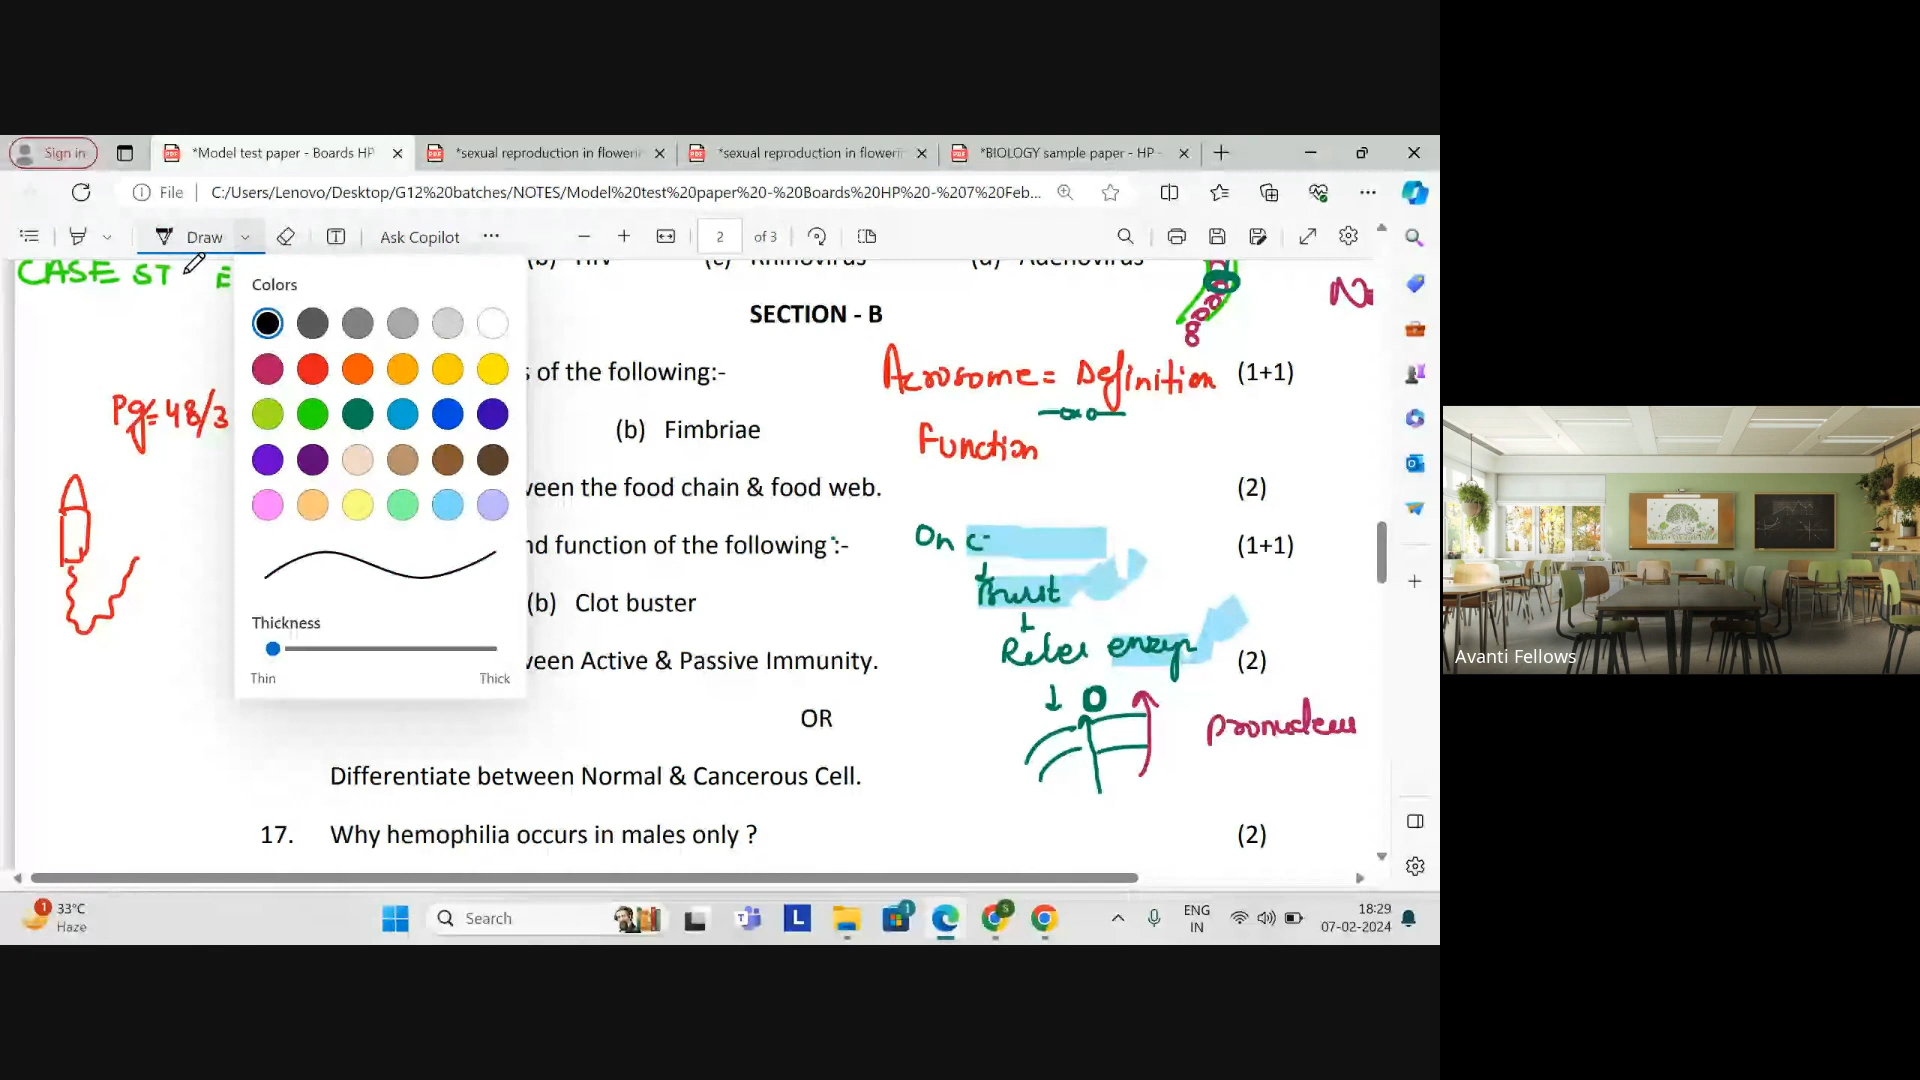 Sign in
*Model test paper - Boards HP
*sexual reproduction in flowerin
*sexual reproduction in flowerin
*BIOLOGY sample paper - HP -
File
C:/Users/Lenovo/Desktop/G12%20batches/NOTES/Model%20test%20paper%20-%20Boards%20HP%20-%207%20Feb...
Draw
Ask Copilot
2
of 3
CASE ST
Colors
Thickness
Thin
Thick
SECTION - B
of the following:-
Acrosome = Definition
(1+1)
Pg = 48/3
(b) Fimbriae
Function
ween the food chain & food web.
(2)
On c
nd function of the following :-
(1+1)
thrust
(b) Clot buster
ween Active & Passive Immunity.
(2)
OR
Differentiate between Normal & Cancerous Cell.
17. Why hemophilia occurs in males only ?
(2)
Avanti Fellows
1
33°C
Haze
Search
ENG
IN
18:29
07-02-2024